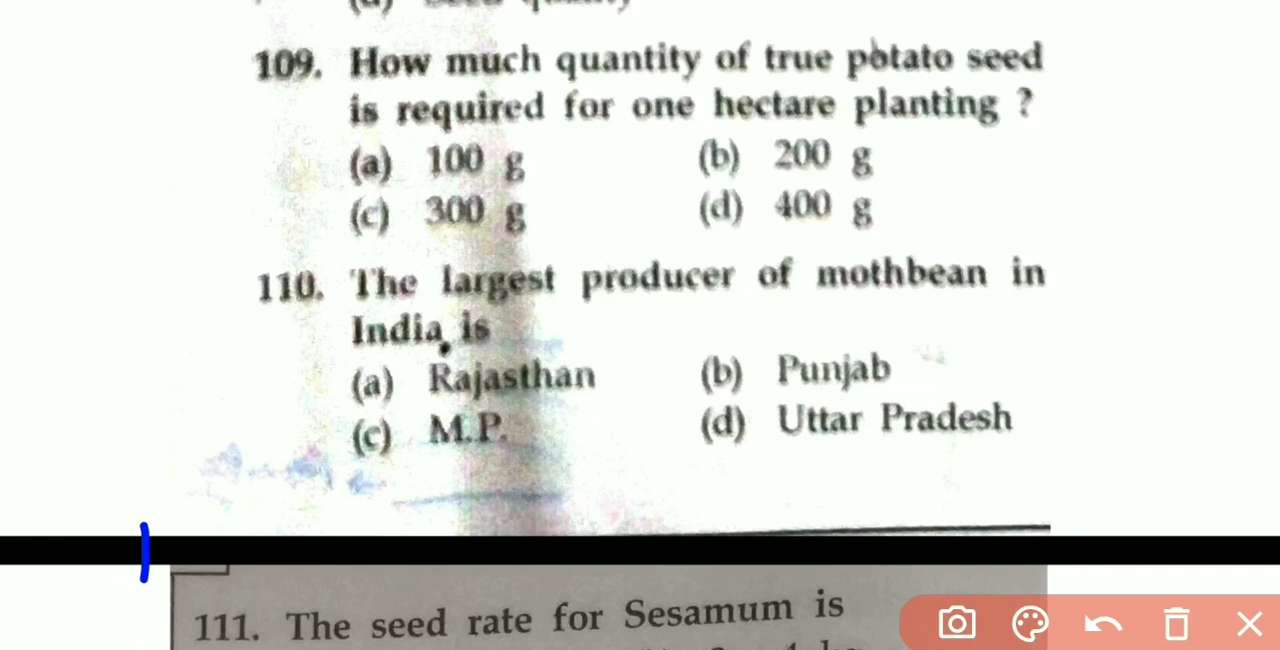 109. How much quantity of true potato seed
is required for one hectare planting ?
(a) 100 g (b) 200 g
(c) 300 g (d) 400 g
110. The largest producer of mothbean in
India is
(a) Rajasthan (b) Punjab
(c) M.P. (d) Uttar Pradesh
111. The seed rate for Sesamum is